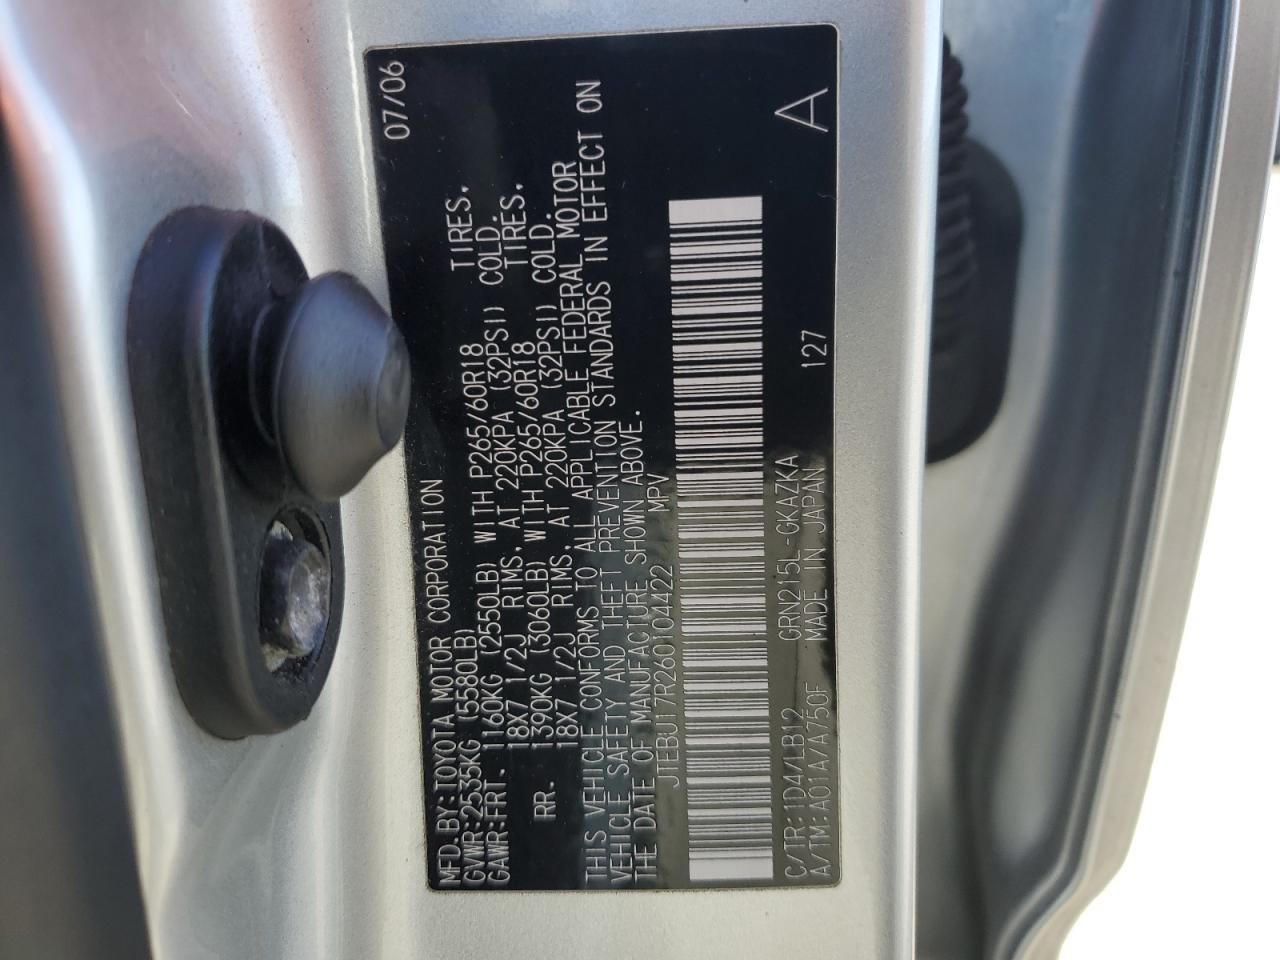 MFD. BY: TOYOTA MOTOR CORPORATION 07/06
GVWR: 2535KG (5580LB)
GAWR: FRT. 1160KG (2550LB) WITH P265/60R18 TIRES.
18X7 1/2J RIMS. AT 220KPA (32PSI) COLD.
RR. 1390KG (3060LB) WITH P265/60R18 TIRES.
18X7 1/2J RIMS. AT 220KPA (32PSI) COLD.
THIS VEHICLE CONFORMS TO ALL APPLICABLE FEDERAL MOTOR
VEHICLE SAFETY AND THEFT PREVENTION STANDARDS IN EFFECT ON
THE DATE OF MANUFACTURE SHOWN ABOVE.
JTEBU17R260104422 MPV
C/TR: 1D4/LB12 GRN215L-GKAZKA 127 A
A/TM: A01A/A750F MADE IN JAPAN